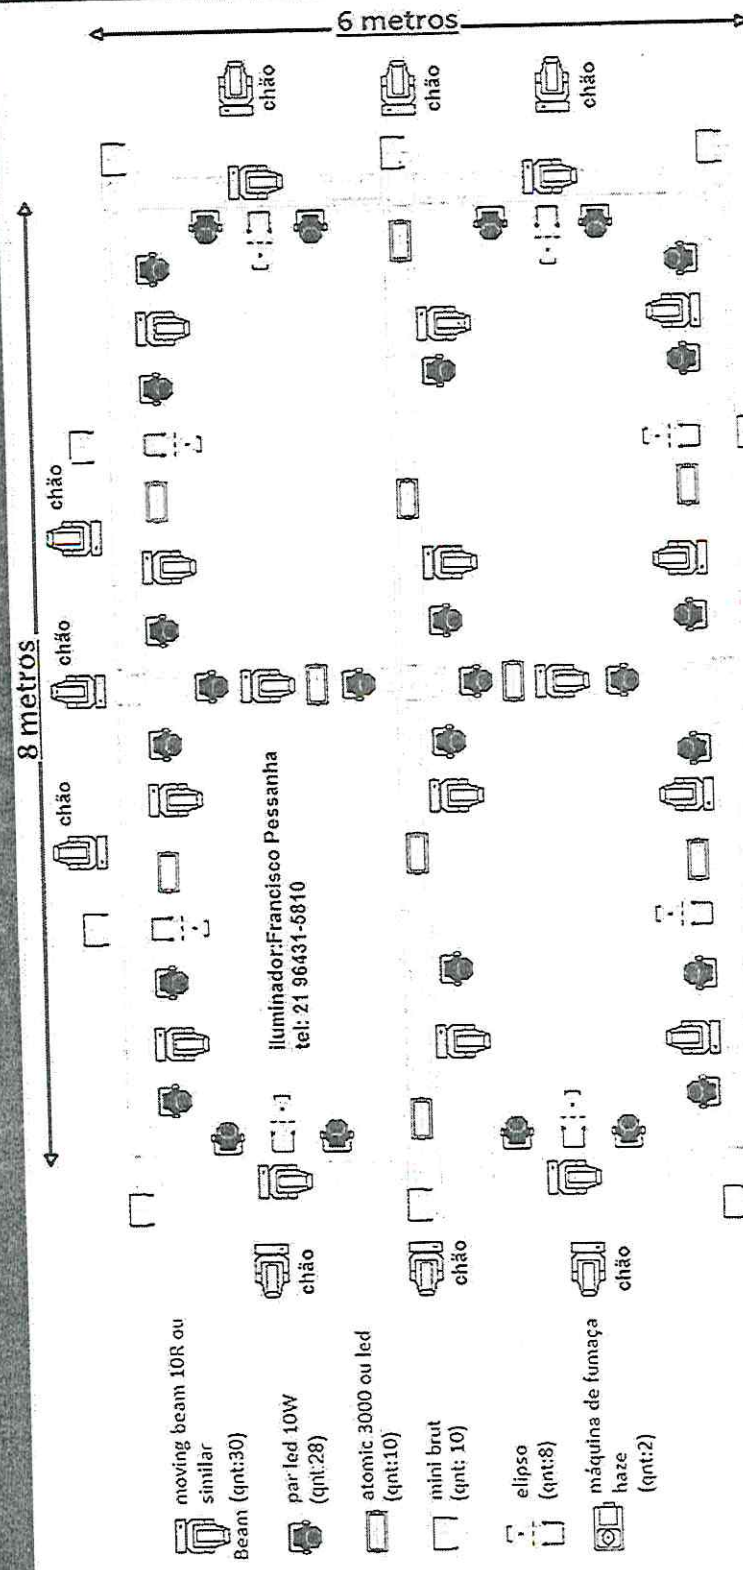 6 metros
8 metros
chão
chão
chão
chão
chão
chão
chão
chão
chão
iluminador:Francisco Pessanha
tel: 21 96431-5810
moving beam 10R ou
similar
Beam (qnt:30)
par led 10W
(qnt:28)
atomic 3000 ou led
(qnt:10)
mini brut
(qnt: 10)
elipso
(qnt:8)
máquina de fumaça
haze
(qnt:2)